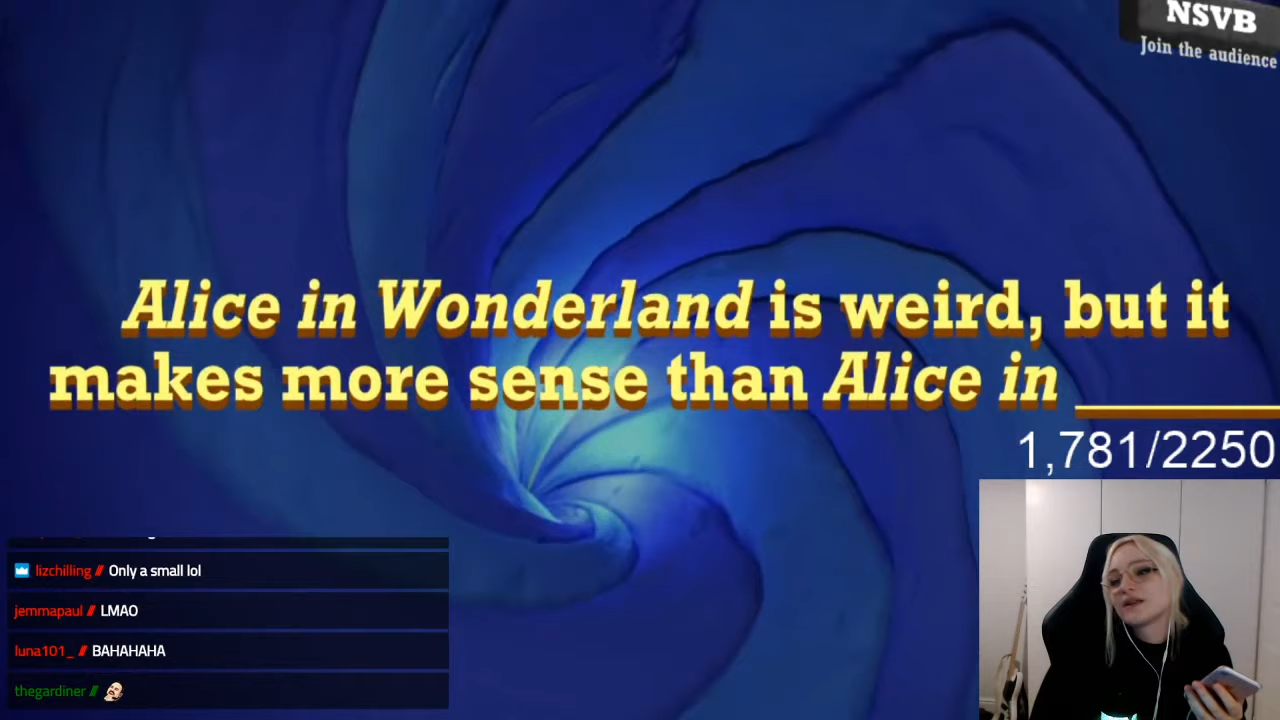 NSVB
Join the audience
Alice in Wonderland is weird, but it
makes more sense than Alice in ________
1,781/2250
lizchilling // Only a small lol
jemmapaul // LMAO
luna101_ // BAHAHAHA
thegardiner //